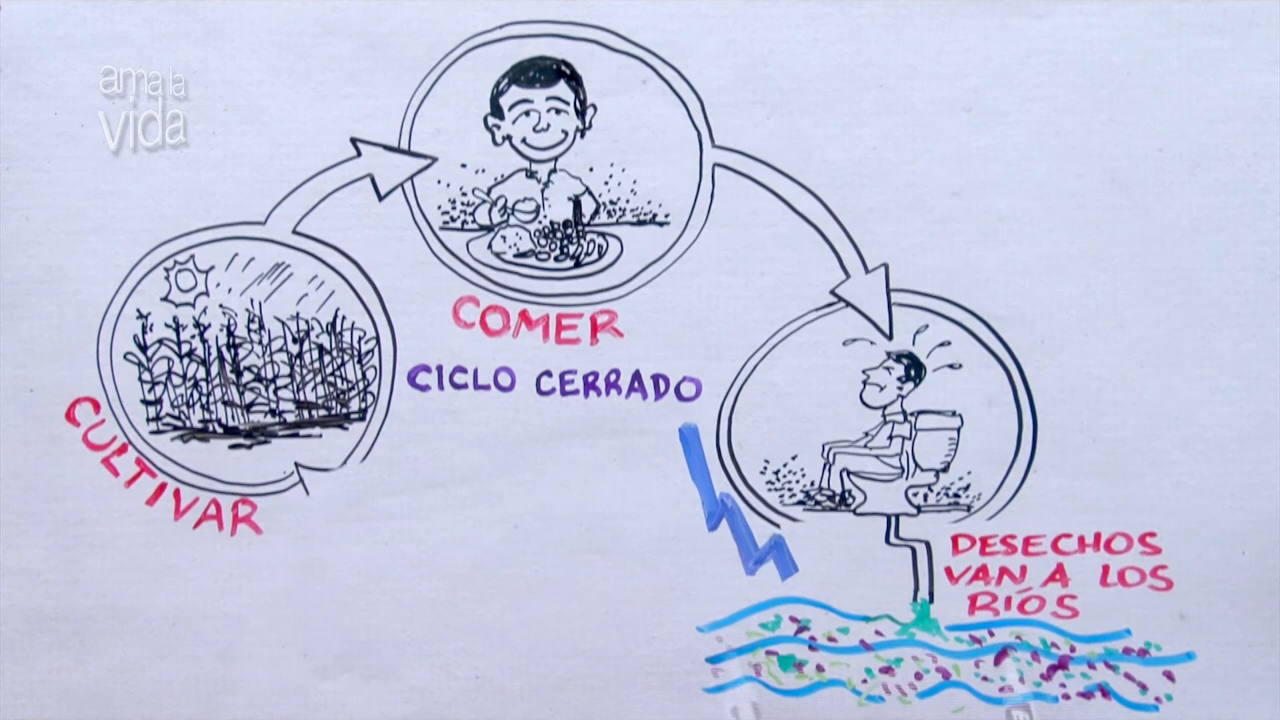 ama la
vida
COMER
CICLO CERRADO
CULTIVAR
DESECHOS
VAN A LOS
RÍOS